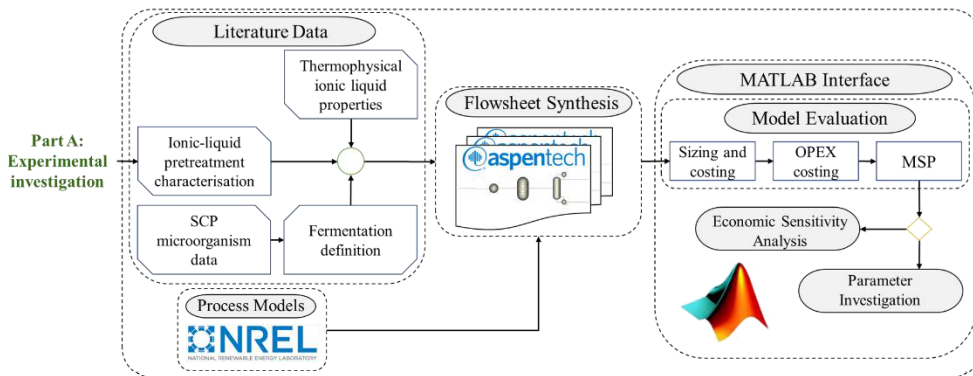 Part A:
Experimental
investigation
Literature Data
Thermophysical
ionic liquid
properties
Ionic-liquid
pretreatment
characterisation
SCP
microorganism
data
Fermentation
definition
Process Models
NREL
NATIONAL RENEWABLE ENERGY LABORATORY
Flowsheet Synthesis
aspentech
MATLAB Interface
Model Evaluation
Sizing and
costing
OPEX
costing
MSP
Economic Sensitivity
Analysis
Parameter
Investigation